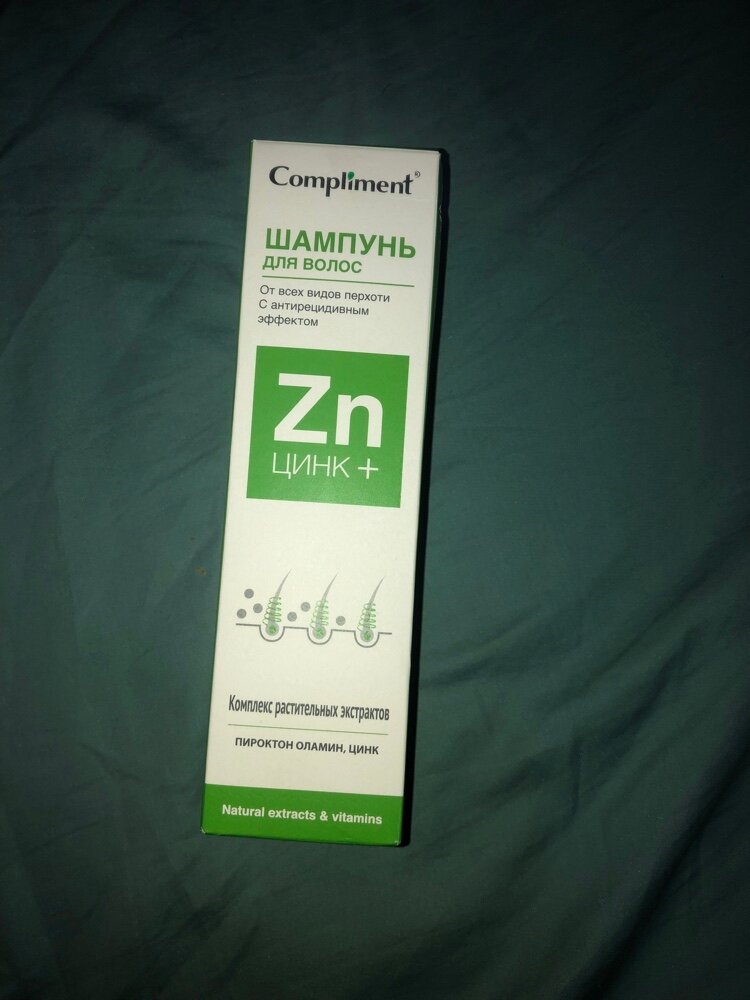 Compliment®
ШАМПУНЬ
ДЛЯ ВОЛОС
От всех видов перхоти
С антирецидивным
эффектом
Zn
ЦИНК +
Комплекс растительных экстрактов
ПИРОКТОН ОЛАМИН, ЦИНК
Natural extracts & vitamins